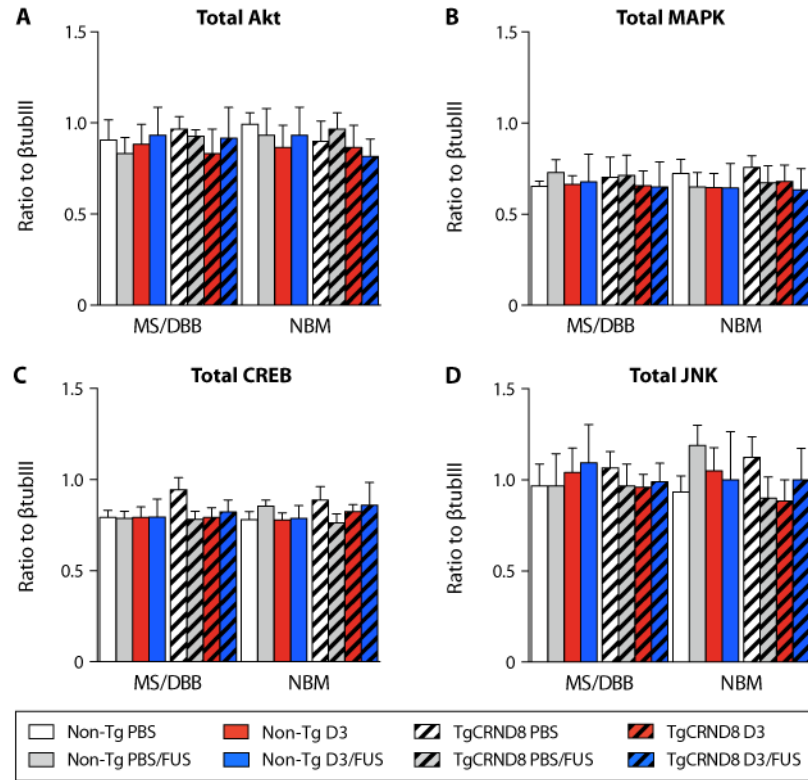 A Total Akt
1.5
1.0
0.5
0
Ratio to βtubIII
MS/DBB NBM
B Total MAPK
1.5
1.0
0.5
0
Ratio to βtubIII
MS/DBB NBM
C Total CREB
1.5
1.0
0.5
0
Ratio to βtubIII
MS/DBB NBM
D Total JNK
1.5
1.0
0.5
0
Ratio to βtubIII
MS/DBB NBM
Non-Tg PBS Non-Tg D3 TgCRND8 PBS TgCRND8 D3
Non-Tg PBS/FUS Non-Tg D3/FUS TgCRND8 PBS/FUS TgCRND8 D3/FUS